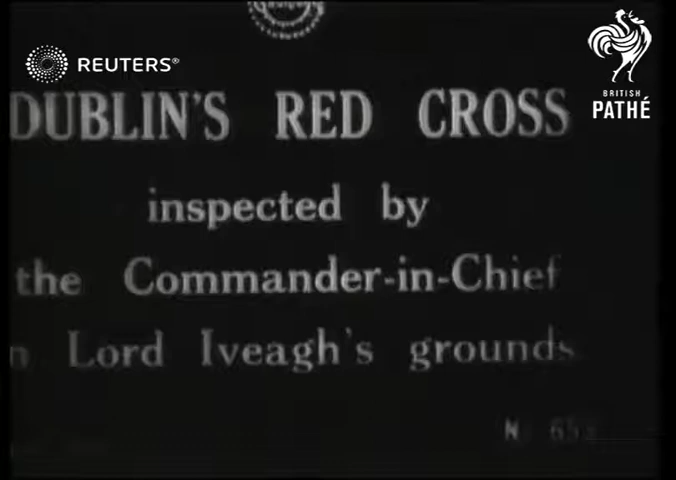 REUTERS®
BRITISH
PATHÉ
DUBLIN'S RED CROSS
inspected by
the Commander-in-Chief
Lord Iveagh's grounds
N